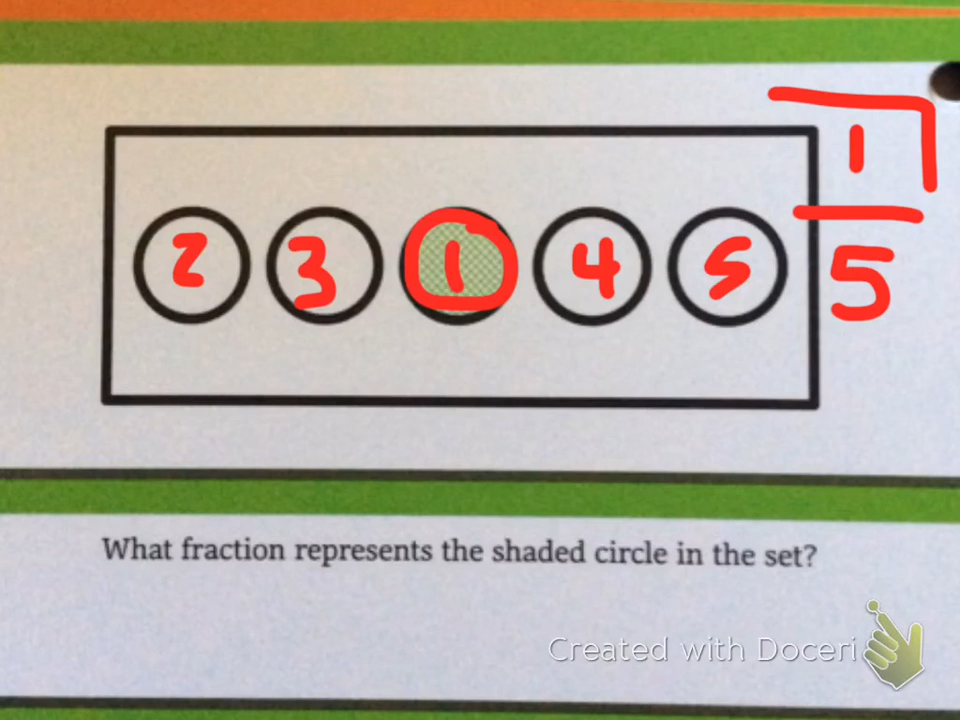 1
2 3 1 4 5
5
What fraction represents the shaded circle in the set?
Created with Doceri